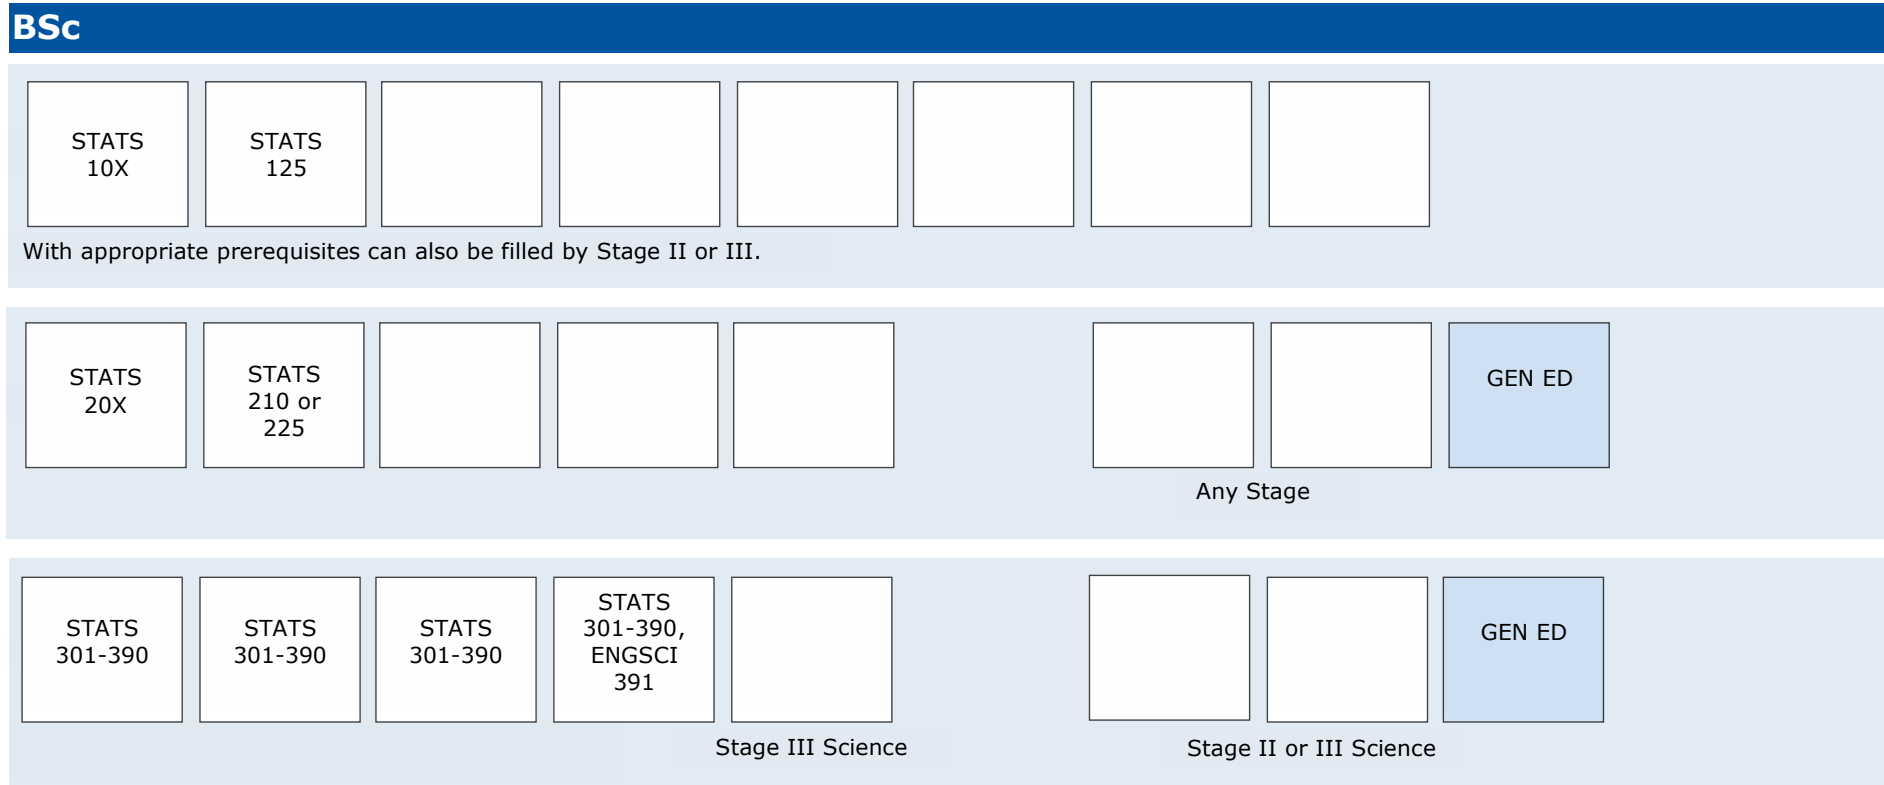 BSc
STATS
10X
STATS
125
With appropriate prerequisites can also be filled by Stage II or III.
STATS
20X
STATS
210 or
225
GEN ED
Any Stage
STATS
301-390
STATS
301-390
STATS
301-390
STATS
301-390,
ENGSCI
391
GEN ED
Stage III Science
Stage II or III Science